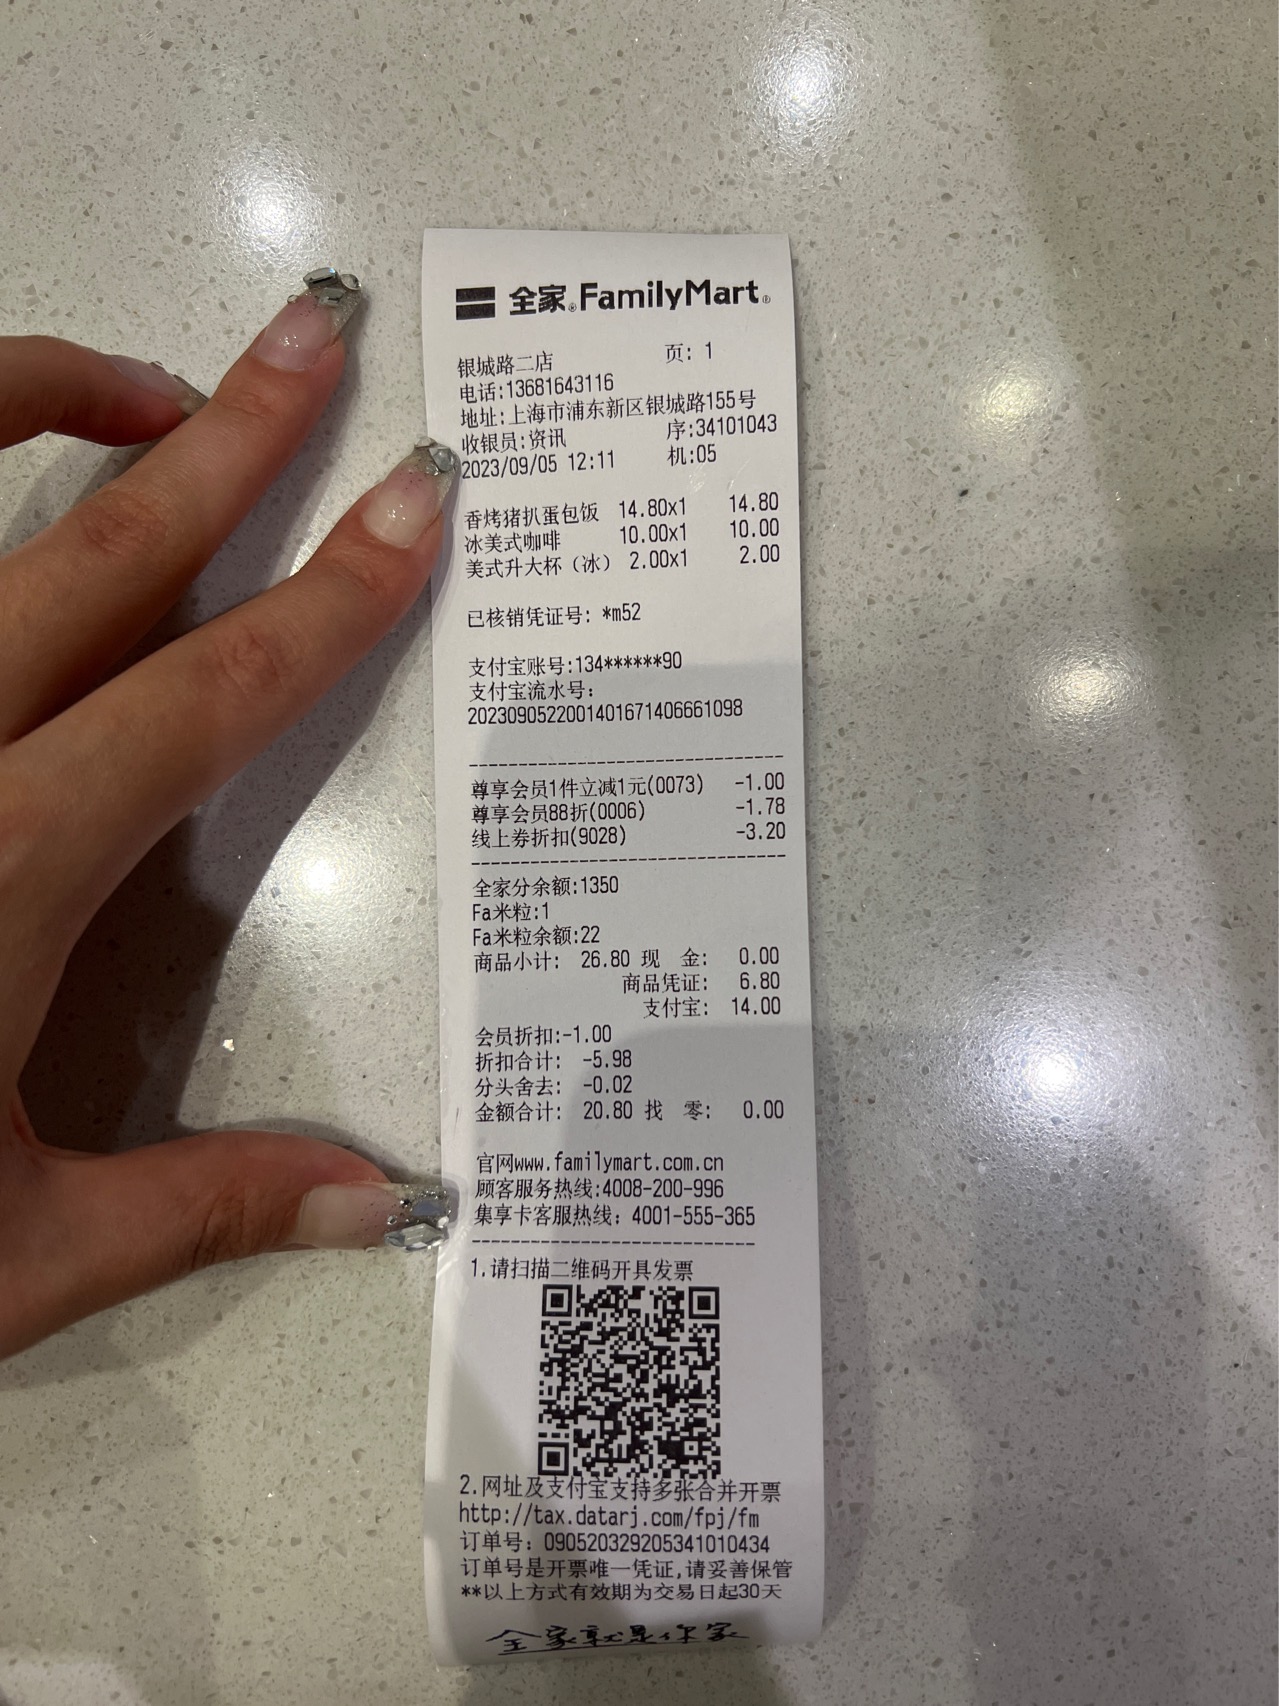 全家®FamilyMart®
银城路二店 页: 1
电话:13681643116
地址:上海市浦东新区银城路155号
收银员:资讯 序:34101043
2023/09/05 12:11 机:05
香烤猪扒蛋包饭 14.80x1 14.80
冰美式咖啡 10.00x1 10.00
美式升大杯（冰） 2.00x1 2.00
已核销凭证号: *m52
支付宝账号:134******90
支付宝流水号:
2023090522001401671406661098
------------------------------
尊享会员1件立减1元(0073) -1.00
尊享会员88折(0006) -1.78
线上券折扣(9028) -3.20
------------------------------
全家分余额:1350
Fa米粒:1
Fa米粒余额:22
商品小计: 26.80 现 金: 0.00
商品凭证: 6.80
支付宝: 14.00
会员折扣:-1.00
折扣合计: -5.98
分头舍去: -0.02
金额合计: 20.80 找 零: 0.00
官网www.familymart.com.cn
顾客服务热线:4008-200-996
集享卡客服热线: 4001-555-365
---------------------------
1.请扫描二维码开具发票
2.网址及支付宝支持多张合并开票
http://tax.datarj.com/fpj/fm
订单号: 090520329205341010434
订单号是开票唯一凭证,请妥善保管
**以上方式有效期为交易日起30天
全家就是你家